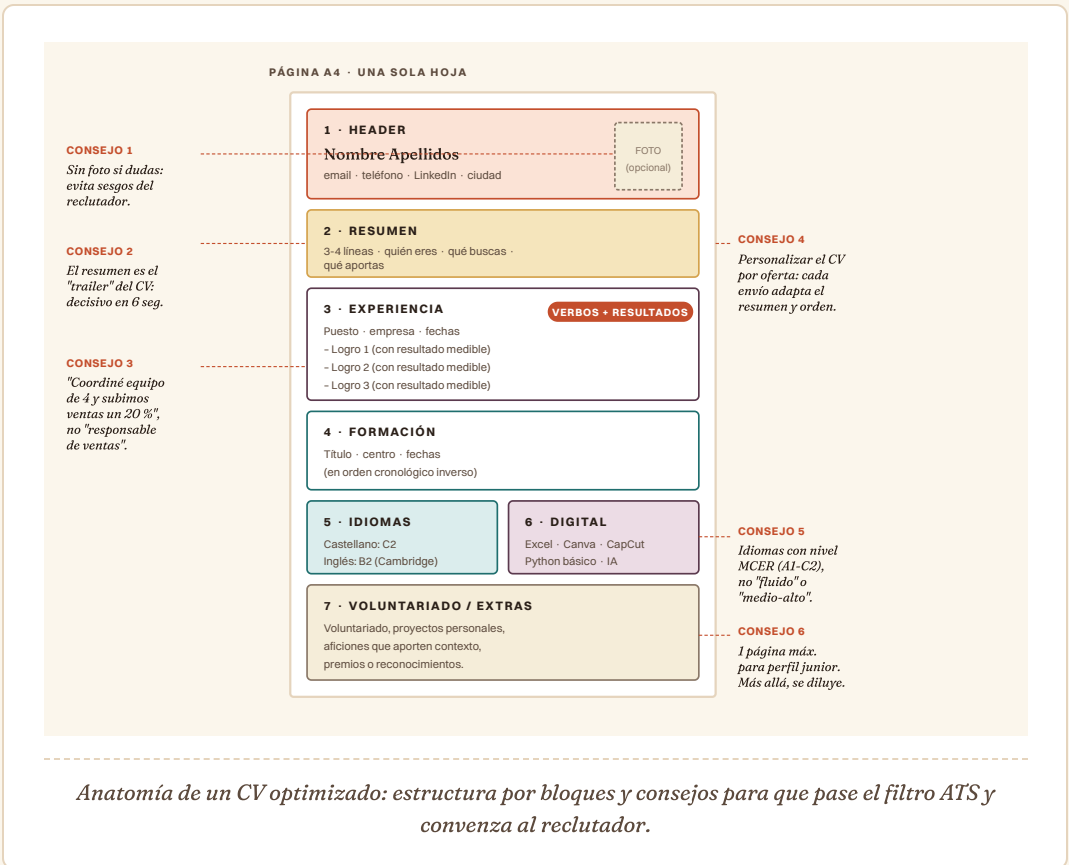 PÁGINA A4 · UNA SOLA HOJA
CONSEJO 1
Sin foto si dudas:
evita sesgos del
reclutador.
CONSEJO 2
El resumen es el
"trailer" del CV:
decisivo en 6 seg.
CONSEJO 3
"Coordiné equipo
de 4 y subimos
ventas un 20 %",
no "responsable
de ventas".
1 · HEADER
Nombre Apellidos
email · teléfono · LinkedIn · ciudad
FOTO
(opcional)
2 · RESUMEN
3-4 líneas · quién eres · qué buscas ·
qué aportas
3 · EXPERIENCIA
VERBOS + RESULTADOS
Puesto · empresa · fechas
– Logro 1 (con resultado medible)
– Logro 2 (con resultado medible)
– Logro 3 (con resultado medible)
4 · FORMACIÓN
Título · centro · fechas
(en orden cronológico inverso)
5 · IDIOMAS
Castellano: C2
Inglés: B2 (Cambridge)
6 · DIGITAL
Excel · Canva · CapCut
Python básico · IA
7 · VOLUNTARIADO / EXTRAS
Voluntariado, proyectos personales,
aficiones que aporten contexto,
premios o reconocimientos.
CONSEJO 4
Personalizar el CV
por oferta: cada
envío adapta el
resumen y orden.
CONSEJO 5
Idiomas con nivel
MCER (A1-C2),
no "fluido" o
"medio-alto".
CONSEJO 6
1 página máx.
para perfil junior.
Más allá, se diluye.
Anatomía de un CV optimizado: estructura por bloques y consejos para que pase el filtro ATS y
convenza al reclutador.